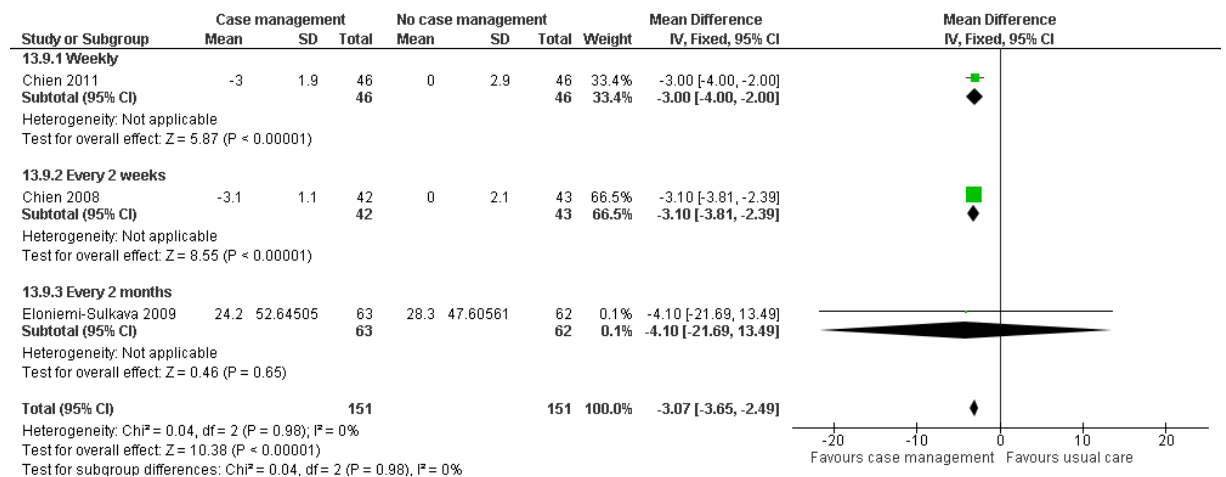 Case management No case management Mean Difference Mean Difference
Study or Subgroup Mean SD Total Mean SD Total Weight IV, Fixed, 95% CI IV, Fixed, 95% CI
13.9.1 Weekly
Chien 2011 -3 1.9 46 0 2.9 46 33.4% -3.00 [-4.00, -2.00]
Subtotal (95% CI) 46 46 33.4% -3.00 [-4.00, -2.00]
Heterogeneity: Not applicable
Test for overall effect: Z = 5.87 (P < 0.00001)
13.9.2 Every 2 weeks
Chien 2008 -3.1 1.1 42 0 2.1 43 66.5% -3.10 [-3.81, -2.39]
Subtotal (95% CI) 42 43 66.5% -3.10 [-3.81, -2.39]
Heterogeneity: Not applicable
Test for overall effect: Z = 8.55 (P < 0.00001)
13.9.3 Every 2 months
Eloniemi-Sulkava 2009 24.2 52.64505 63 28.3 47.60561 62 0.1% -4.10 [-21.69, 13.49]
Subtotal (95% CI) 63 62 0.1% -4.10 [-21.69, 13.49]
Heterogeneity: Not applicable
Test for overall effect: Z = 0.46 (P = 0.65)
Total (95% CI) 151 151 100.0% -3.07 [-3.65, -2.49]
Heterogeneity: Chi² = 0.04, df = 2 (P = 0.98); I² = 0%
Test for overall effect: Z = 10.38 (P < 0.00001)
Test for subgroup differences: Chi² = 0.04, df = 2 (P = 0.98), I² = 0%
-20 -10 0 10 20
Favours case management Favours usual care